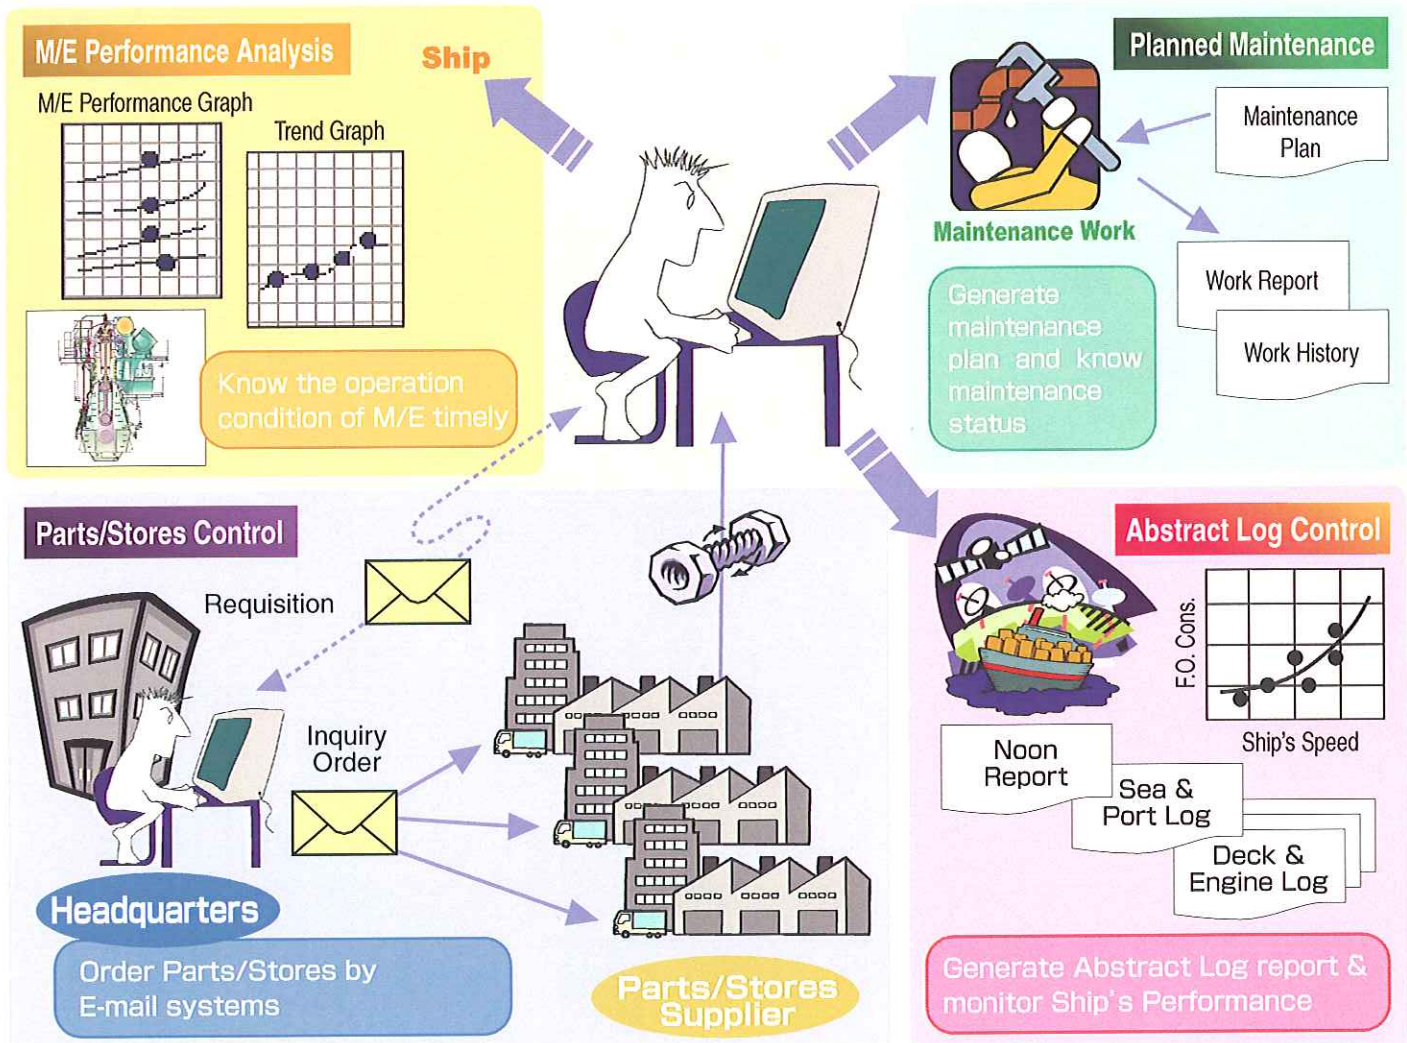 M/E Performance Analysis
Ship
M/E Performance Graph
Trend Graph
Know the operation
condition of M/E timely
Planned Maintenance
Maintenance
Plan
Maintenance Work
Work Report
Work History
Generate
maintenance
plan and know
maintenance
status
Parts/Stores Control
Requisition
Inquiry
Order
Headquarters
Order Parts/Stores by
E-mail systems
Parts/Stores
Supplier
Abstract Log Control
F.O. Cons.
Ship's Speed
Noon
Report
Sea &
Port Log
Deck &
Engine Log
Generate Abstract Log report &
monitor Ship's Performance